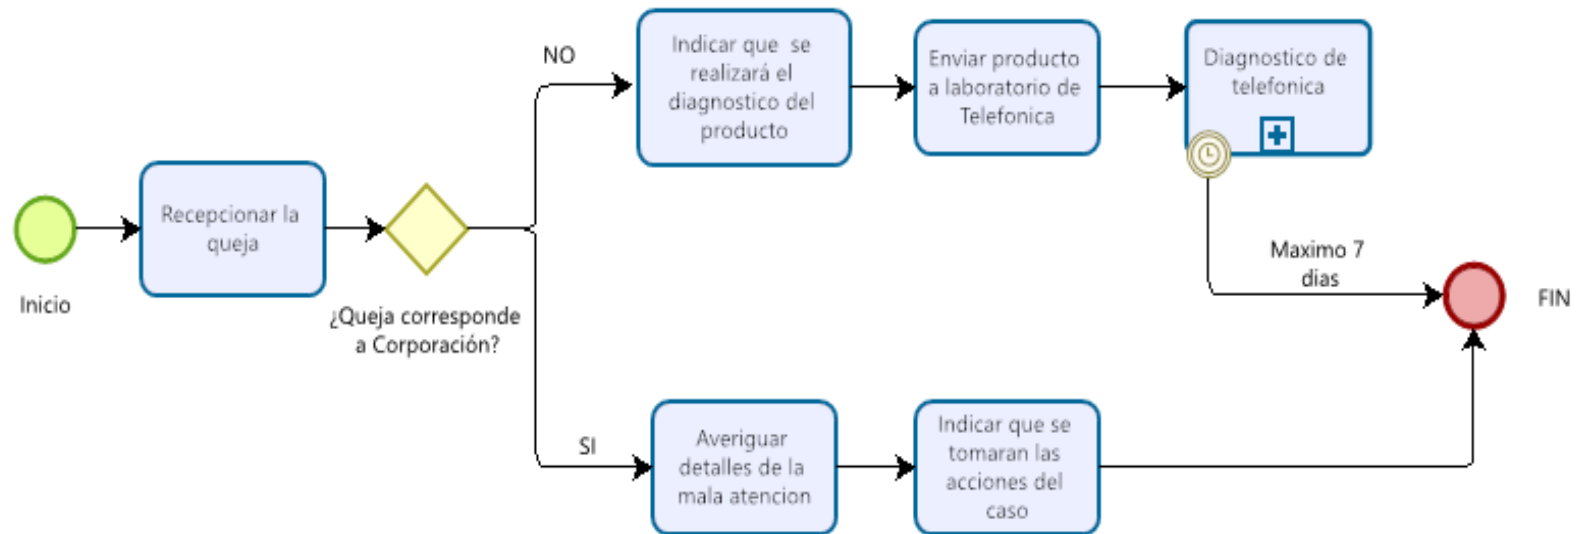 Inicio
Recepcionar la
queja
¿Queja corresponde
a Corporación?
NO
Indicar que se
realizará el
diagnostico del
producto
Enviar producto
a laboratorio de
Telefonica
Diagnostico de
telefonica
Maximo 7
dias
FIN
SI
Averiguar
detalles de la
mala atencion
Indicar que se
tomaran las
acciones del
caso